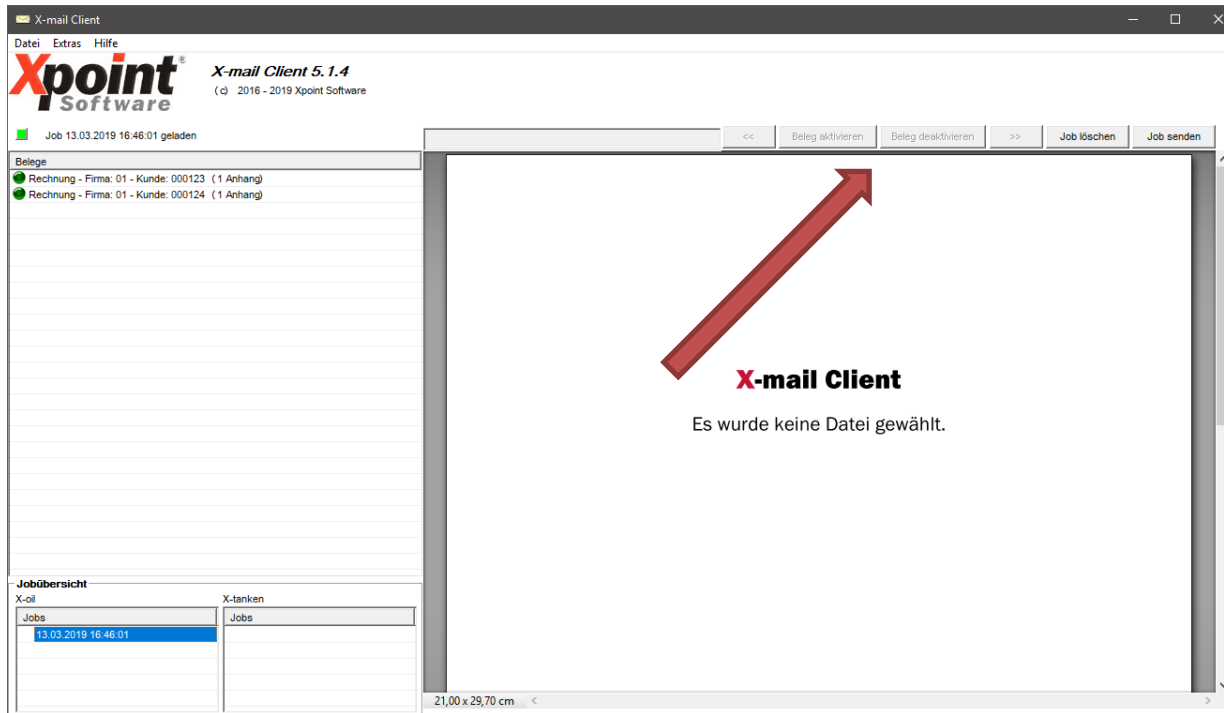 X-mail Client
Datei Extras Hilfe
Xpoint®
Software
X-mail Client 5.1.4
(c) 2016 - 2019 Xpoint Software
Job 13.03.2019 16:46:01 geladen
<< Beleg aktivieren Beleg deaktivieren >> Job löschen Job senden
Belege
Rechnung - Firma: 01 - Kunde: 000123 (1 Anhang)
Rechnung - Firma: 01 - Kunde: 000124 (1 Anhang)
X-mail Client
Es wurde keine Datei gewählt.
Jobübersicht
X-oil X-tanken
Jobs Jobs
13.03.2019 16:46:01
21,00 x 29,70 cm